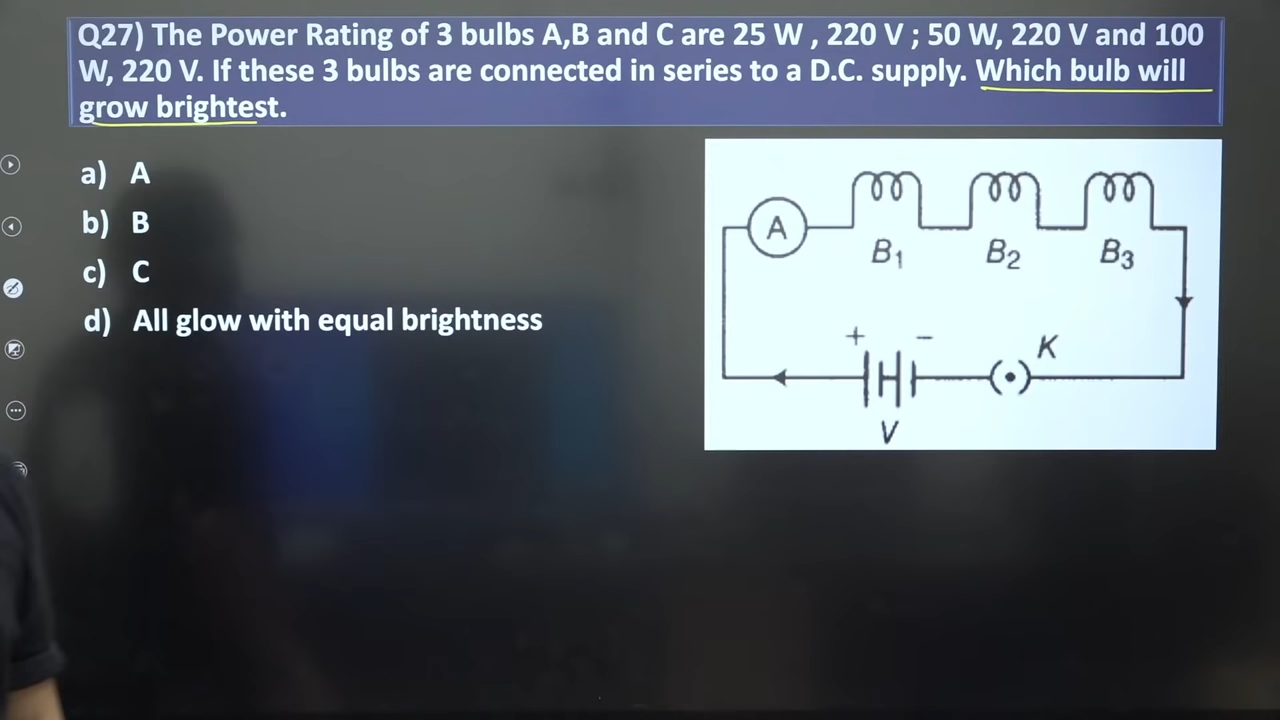 Q27) The Power Rating of 3 bulbs A,B and C are 25 W , 220 V ; 50 W, 220 V and 100
W, 220 V. If these 3 bulbs are connected in series to a D.C. supply. Which bulb will
grow brightest.
a) A
b) B
c) C
d) All glow with equal brightness
A
B1 B2 B3
+ −
K
V